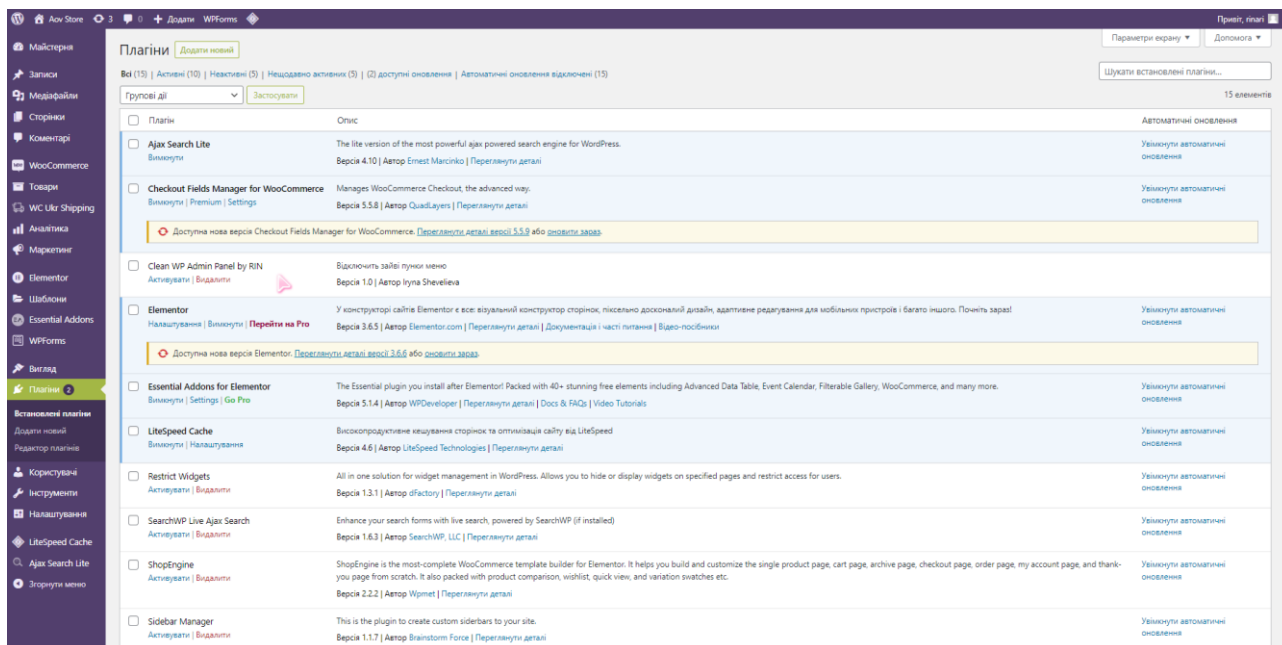 Aov Store 3 0 + Додати WPForms
Привіт, rinari
Майстерня
Записи
Медіафайли
Сторінки
Коментарі
WooCommerce
Товари
WC Ukr Shipping
Аналітика
Маркетинг
Elementor
Шаблони
Essential Addons
WPForms
Вигляд
Плагіни 2
Встановлені плагіни
Додати новий
Редактор плагінів
Користувачі
Інструменти
Налаштування
LiteSpeed Cache
Ajax Search Lite
Згорнути меню
Параметри екрану ▼ Допомога ▼
Плагіни Додати новий
Всі (15) | Активні (10) | Неактивні (5) | Нещодавно активних (5) | (2) доступні оновлення | Автоматичні оновлення відключені (15)
Шукати встановлені плагіни...
Групові дії Застосувати
15 елементів
Плагін Опис Автоматичні оновлення
Ajax Search Lite
Вимкнути
The lite version of the most powerful ajax powered search engine for WordPress.
Версія 4.10 | Автор Ernest Marcinko | Переглянути деталі
Увімкнути автоматичні
оновлення
Checkout Fields Manager for WooCommerce
Вимкнути | Premium | Settings
Manages WooCommerce Checkout, the advanced way.
Версія 5.5.8 | Автор QuadLayers | Переглянути деталі
Увімкнути автоматичні
оновлення
Доступна нова версія Checkout Fields Manager for WooCommerce. Переглянути деталі версії 5.5.9 або оновити зараз.
Clean WP Admin Panel by RIN
Активувати | Видалити
Відключить зайві пунки меню
Версія 1.0 | Автор Iryna Shevelieva
Elementor
Налаштування | Вимкнути | Перейти на Pro
У конструкторі сайтів Elementor є все: візуальний конструктор сторінок, піксельно досконалий дизайн, адаптивне редагування для мобільних пристроїв і багато іншого. Почніть зараз!
Версія 3.6.5 | Автор Elementor.com | Переглянути деталі | Документація і часті питання | Відео-посібники
Увімкнути автоматичні
оновлення
Доступна нова версія Elementor. Переглянути деталі версії 3.6.6 або оновити зараз.
Essential Addons for Elementor
Вимкнути | Settings | Go Pro
The Essential plugin you install after Elementor! Packed with 40+ stunning free elements including Advanced Data Table, Event Calendar, Filterable Gallery, WooCommerce, and many more.
Версія 5.1.4 | Автор WPDeveloper | Переглянути деталі | Docs & FAQs | Video Tutorials
Увімкнути автоматичні
оновлення
LiteSpeed Cache
Вимкнути | Налаштування
Високопродуктивне кешування сторінок та оптимізація сайту від LiteSpeed
Версія 4.6 | Автор LiteSpeed Technologies | Переглянути деталі
Увімкнути автоматичні
оновлення
Restrict Widgets
Активувати | Видалити
All in one solution for widget management in WordPress. Allows you to hide or display widgets on specified pages and restrict access for users.
Версія 1.3.1 | Автор dFactory | Переглянути деталі
Увімкнути автоматичні
оновлення
SearchWP Live Ajax Search
Активувати | Видалити
Enhance your search forms with live search, powered by SearchWP (if installed)
Версія 1.6.3 | Автор SearchWP, LLC | Переглянути деталі
Увімкнути автоматичні
оновлення
ShopEngine
Активувати | Видалити
ShopEngine is the most-complete WooCommerce template builder for Elementor. It helps you build and customize the single product page, cart page, archive page, checkout page, order page, my account page, and thank-
you page from scratch. It also packed with product comparison, wishlist, quick view, and variation swatches etc.
Версія 2.2.2 | Автор Wpmet | Переглянути деталі
Увімкнути автоматичні
оновлення
Sidebar Manager
Активувати | Видалити
This is the plugin to create custom siderbars to your site.
Версія 1.1.7 | Автор Brainstorm Force | Переглянути деталі
Увімкнути автоматичні
оновлення